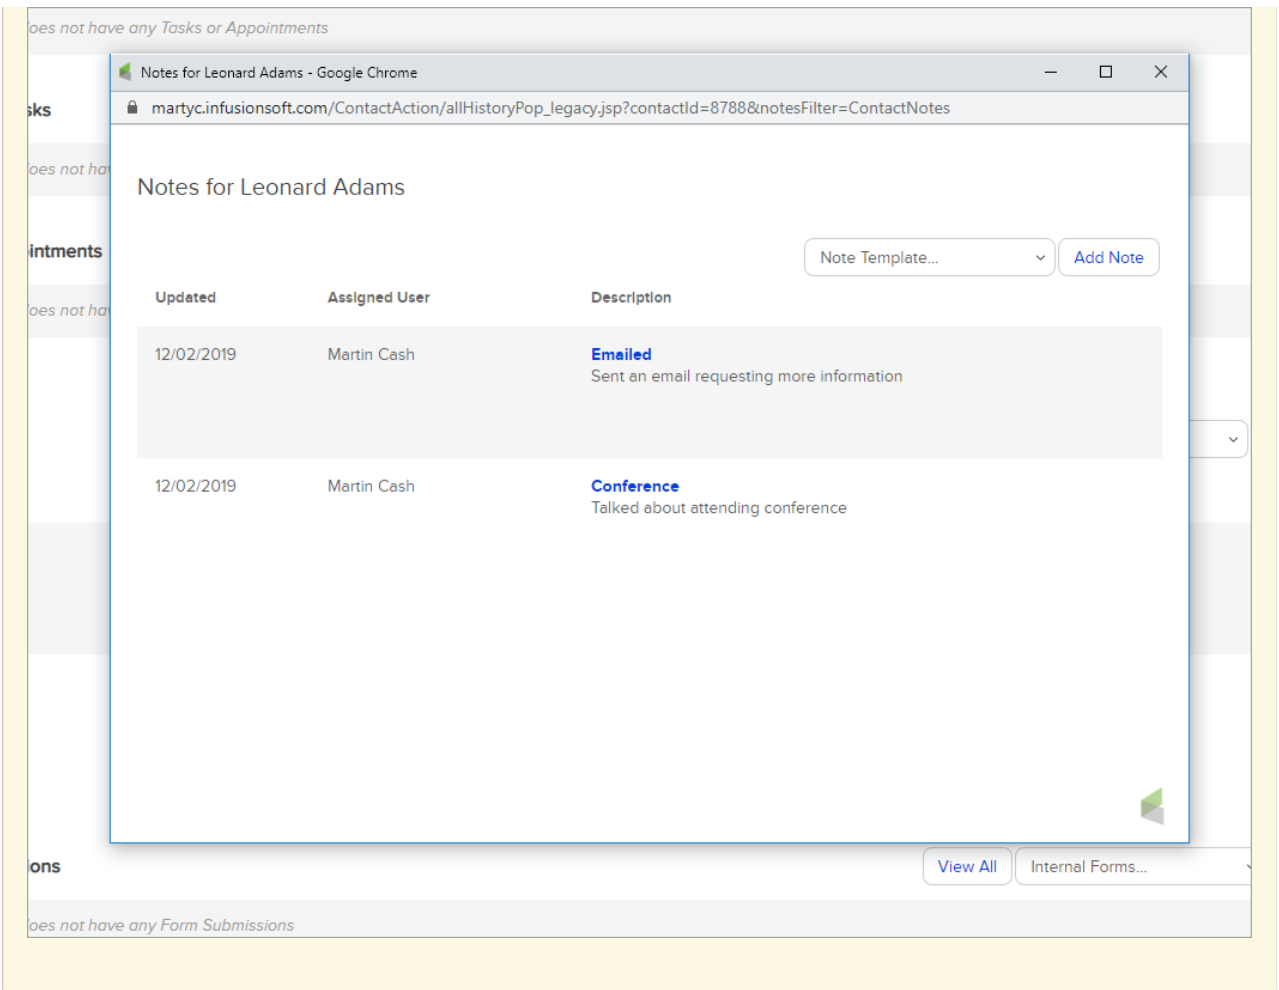 oes not have any Tasks or Appointments
Notes for Leonard Adams - Google Chrome
martyc.infusionsoft.com/ContactAction/allHistoryPop_legacy.jsp?contactId=8788&notesFilter=ContactNotes
sks
oes not ha
Notes for Leonard Adams
intments
Note Template...
Add Note
Updated Assigned User Description
oes not ha
12/02/2019 Martin Cash Emailed
Sent an email requesting more information
12/02/2019 Martin Cash Conference
Talked about attending conference
ions View All Internal Forms...
oes not have any Form Submissions